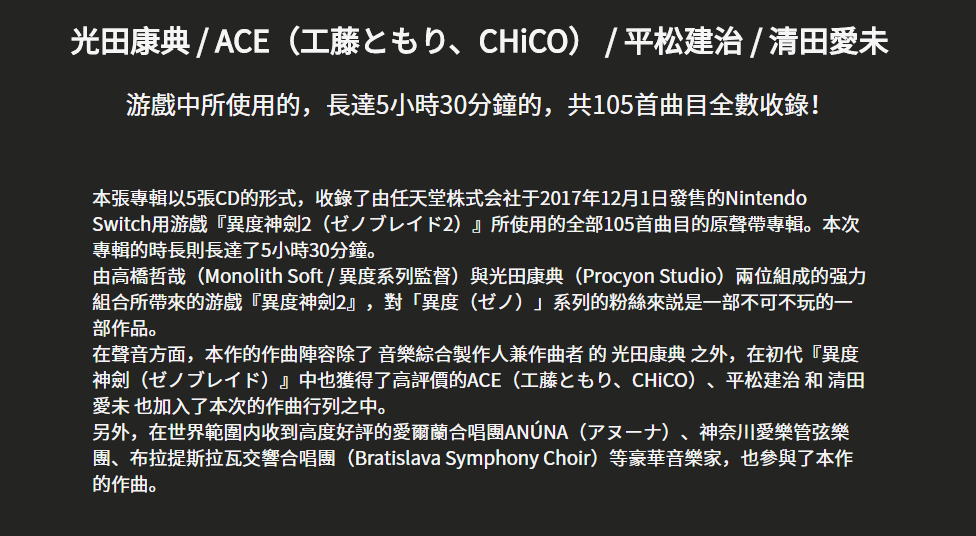 光田康典 / ACE（工藤ともり、CHiCO） / 平松建治 / 清田愛未
游戲中所使用的，長達5小時30分鐘的，共105首曲目全數收錄！
本張專輯以5張CD的形式，收錄了由任天堂株式会社于2017年12月1日發售的Nintendo
Switch用游戲『異度神劍2（ゼノブレイド2）』所使用的全部105首曲目的原聲帶專輯。本次
專輯的時長則長達了5小時30分鐘。
由高橋哲哉（Monolith Soft / 異度系列監督）與光田康典（Procyon Studio）兩位組成的强力
組合所帶來的游戲『異度神劍2』，對「異度（ゼノ）」系列的粉絲來説是一部不可不玩的一
部作品。
在聲音方面，本作的作曲陣容除了 音樂綜合製作人兼作曲者 的 光田康典 之外，在初代『異度
神劍（ゼノブレイド）』中也獲得了高評價的ACE（工藤ともり、CHiCO）、平松建治 和 清田
愛未 也加入了本次的作曲行列之中。
另外，在世界範圍内收到高度好評的愛爾蘭合唱團ANÚNA（アヌーナ）、神奈川愛樂管弦樂
團、布拉提斯拉瓦交響合唱團（Bratislava Symphony Choir）等豪華音樂家，也參與了本作
的作曲。